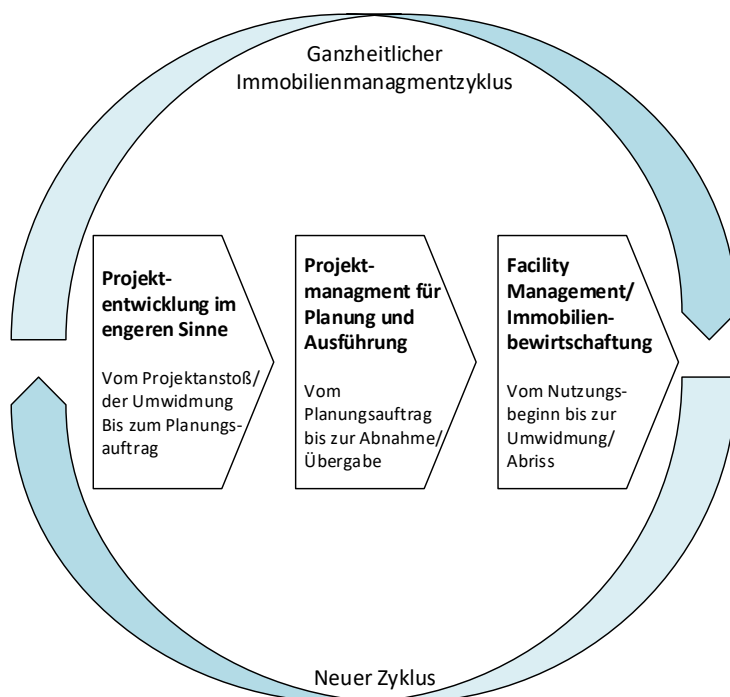 Ganzheitlicher
Immobilienmanagmentzyklus
Projekt-
entwicklung im
engeren Sinne
Vom Projektanstoß/
der Umwidmung
Bis zum Planungs-
auftrag
Projekt-
managment für
Planung und
Ausführung
Vom
Planungsauftrag
bis zur Abnahme/
Übergabe
Facility
Management/
Immobilien-
bewirtschaftung
Vom Nutzungs-
beginn bis zur
Umwidmung/
Abriss
Neuer Zyklus